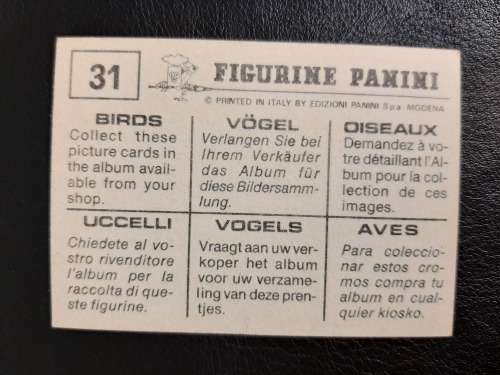 31
FIGURINE PANINI
© PRINTED IN ITALY BY EDIZIONI PANINI S.p.a. MODENA
BIRDS
Collect these
picture cards in
the album avail-
able from your
shop.
VÖGEL
Verlangen Sie bei
Ihrem Verkäufer
das Album für
diese Bildersamm-
lung.
OISEAUX
Demandez à vo-
tre détaillant l'Al-
bum pour la col-
lection de ces
images.
UCCELLI
Chiedete al vo-
stro rivenditore
l'album per la
raccolta di que-
ste figurine.
VOGELS
Vraagt aan uw ver-
koper het album
voor uw verzame-
ling van deze pren-
tjes.
AVES
Para coleccio-
nar estos cro-
mos compra tu
album en cual-
quier kiosko.